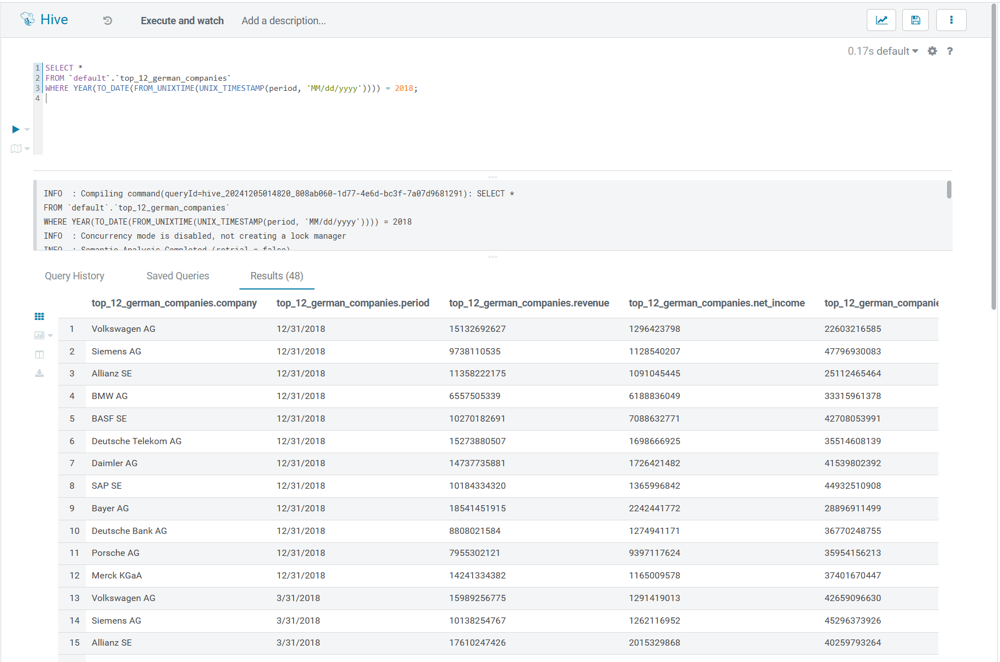 Hive Execute and watch Add a description...
0.17s default ?
1 SELECT *
2 FROM `default`.`top_12_german_companies`
3 WHERE YEAR(TO_DATE(FROM_UNIXTIME(UNIX_TIMESTAMP(period, 'MM/dd/yyyy')))) = 2018;
4
INFO  : Compiling command(queryId=hive_20241205014820_808ab060-1d77-4e6d-bc3f-7a07d9681291): SELECT *
FROM `default`.`top_12_german_companies`
WHERE YEAR(TO_DATE(FROM_UNIXTIME(UNIX_TIMESTAMP(period, 'MM/dd/yyyy')))) = 2018
INFO  : Concurrency mode is disabled, not creating a lock manager
INFO  : Semantic Analysis Completed (retrial = false)
Query History Saved Queries Results (48)
top_12_german_companies.company top_12_german_companies.period top_12_german_companies.revenue top_12_german_companies.net_income top_12_german_companie
1 Volkswagen AG 12/31/2018 15132692627 1296423798 22603216585
2 Siemens AG 12/31/2018 9738110535 1128540207 47796930083
3 Allianz SE 12/31/2018 11358222175 1091045445 25112465464
4 BMW AG 12/31/2018 6557505339 6188836049 33315961378
5 BASF SE 12/31/2018 10270182691 7088632771 42708053991
6 Deutsche Telekom AG 12/31/2018 15273880507 1698666925 35514608139
7 Daimler AG 12/31/2018 14737735881 1726421482 41539802392
8 SAP SE 12/31/2018 10184334320 1365996842 44932510908
9 Bayer AG 12/31/2018 18541451915 2242441772 28896911499
10 Deutsche Bank AG 12/31/2018 8808021584 1274941171 36770248755
11 Porsche AG 12/31/2018 7955302121 9397117624 35954156213
12 Merck KGaA 12/31/2018 14241334382 1165009578 37401670447
13 Volkswagen AG 3/31/2018 15989256775 1291419013 42659096630
14 Siemens AG 3/31/2018 10138254767 1262116952 45296373926
15 Allianz SE 3/31/2018 17610247426 2015329868 40259793264